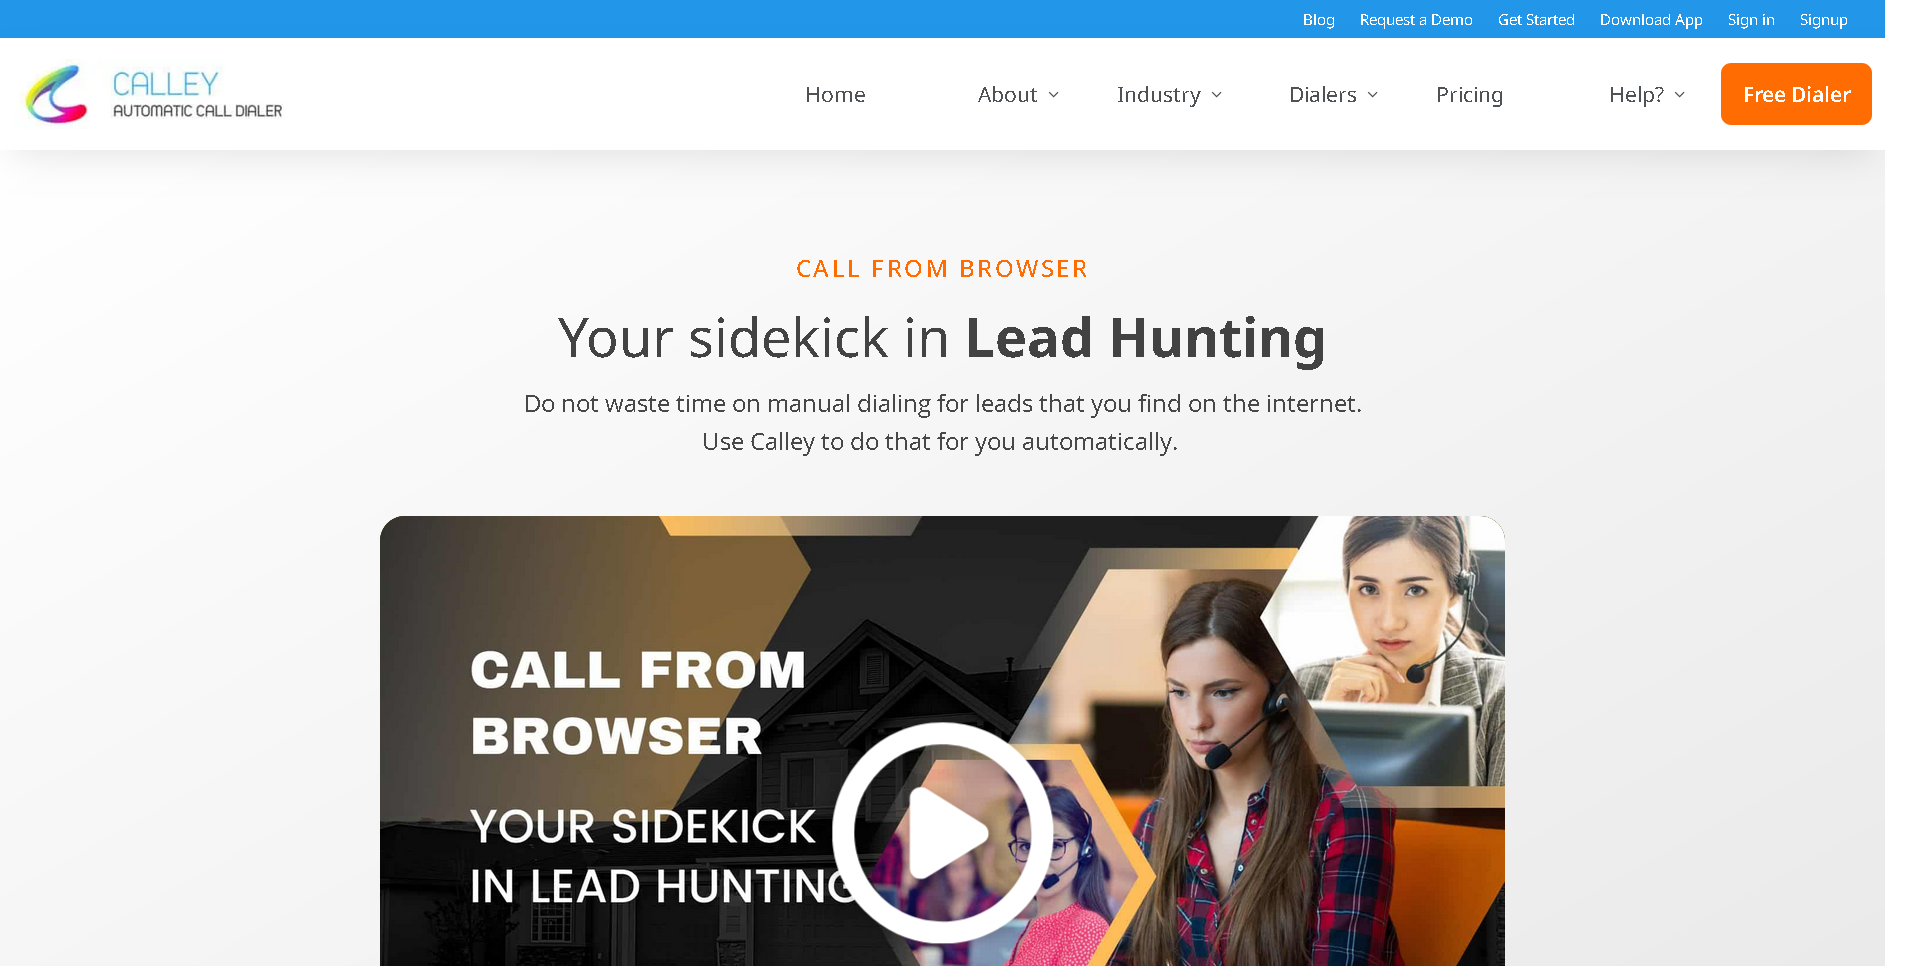 Blog Request a Demo Get Started Download App Sign in Signup
CALLEY
AUTOMATIC CALL DIALER
Home About Industry Dialers Pricing Help? Free Dialer
CALL FROM BROWSER
Your sidekick in Lead Hunting
Do not waste time on manual dialing for leads that you find on the internet.
Use Calley to do that for you automatically.
CALL FROM
BROWSER
YOUR SIDEKICK
IN LEAD HUNTING